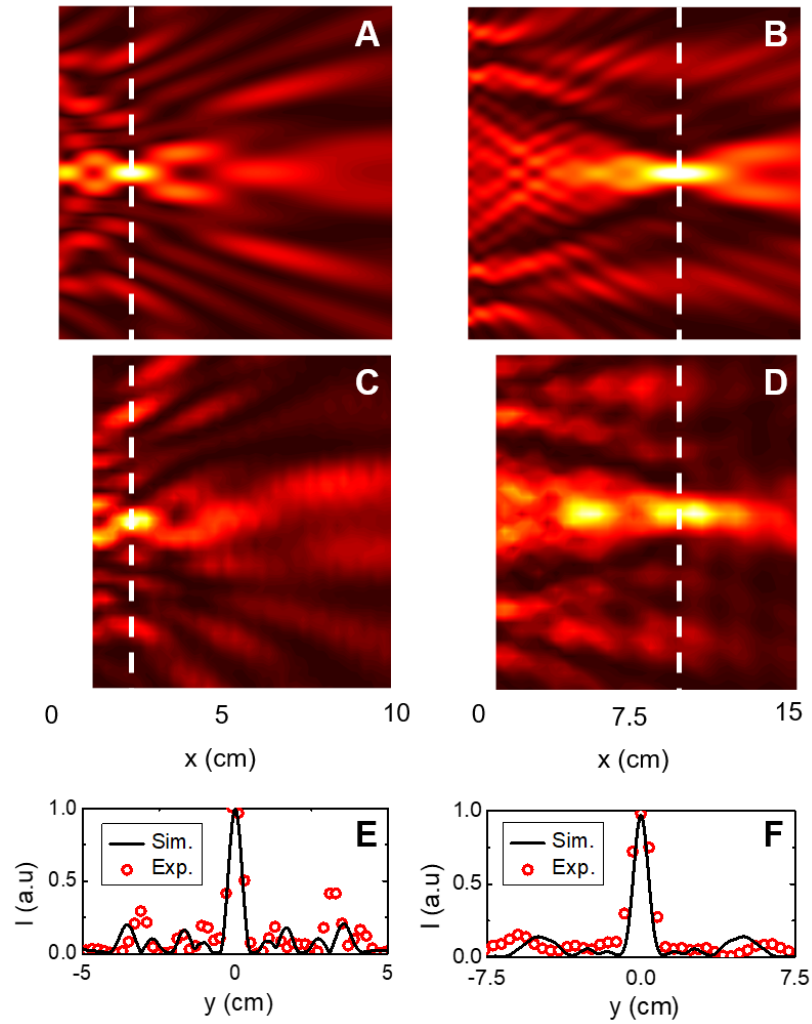 A
B
C
D
0
5
10
0
7.5
15
x (cm)
x (cm)
1.0
0.5
0.0
I (a.u)
Sim.
Exp.
E
-5
0
5
y (cm)
1.0
0.5
0.0
I (a.u)
Sim.
Exp.
F
-7.5
0.0
7.5
y (cm)